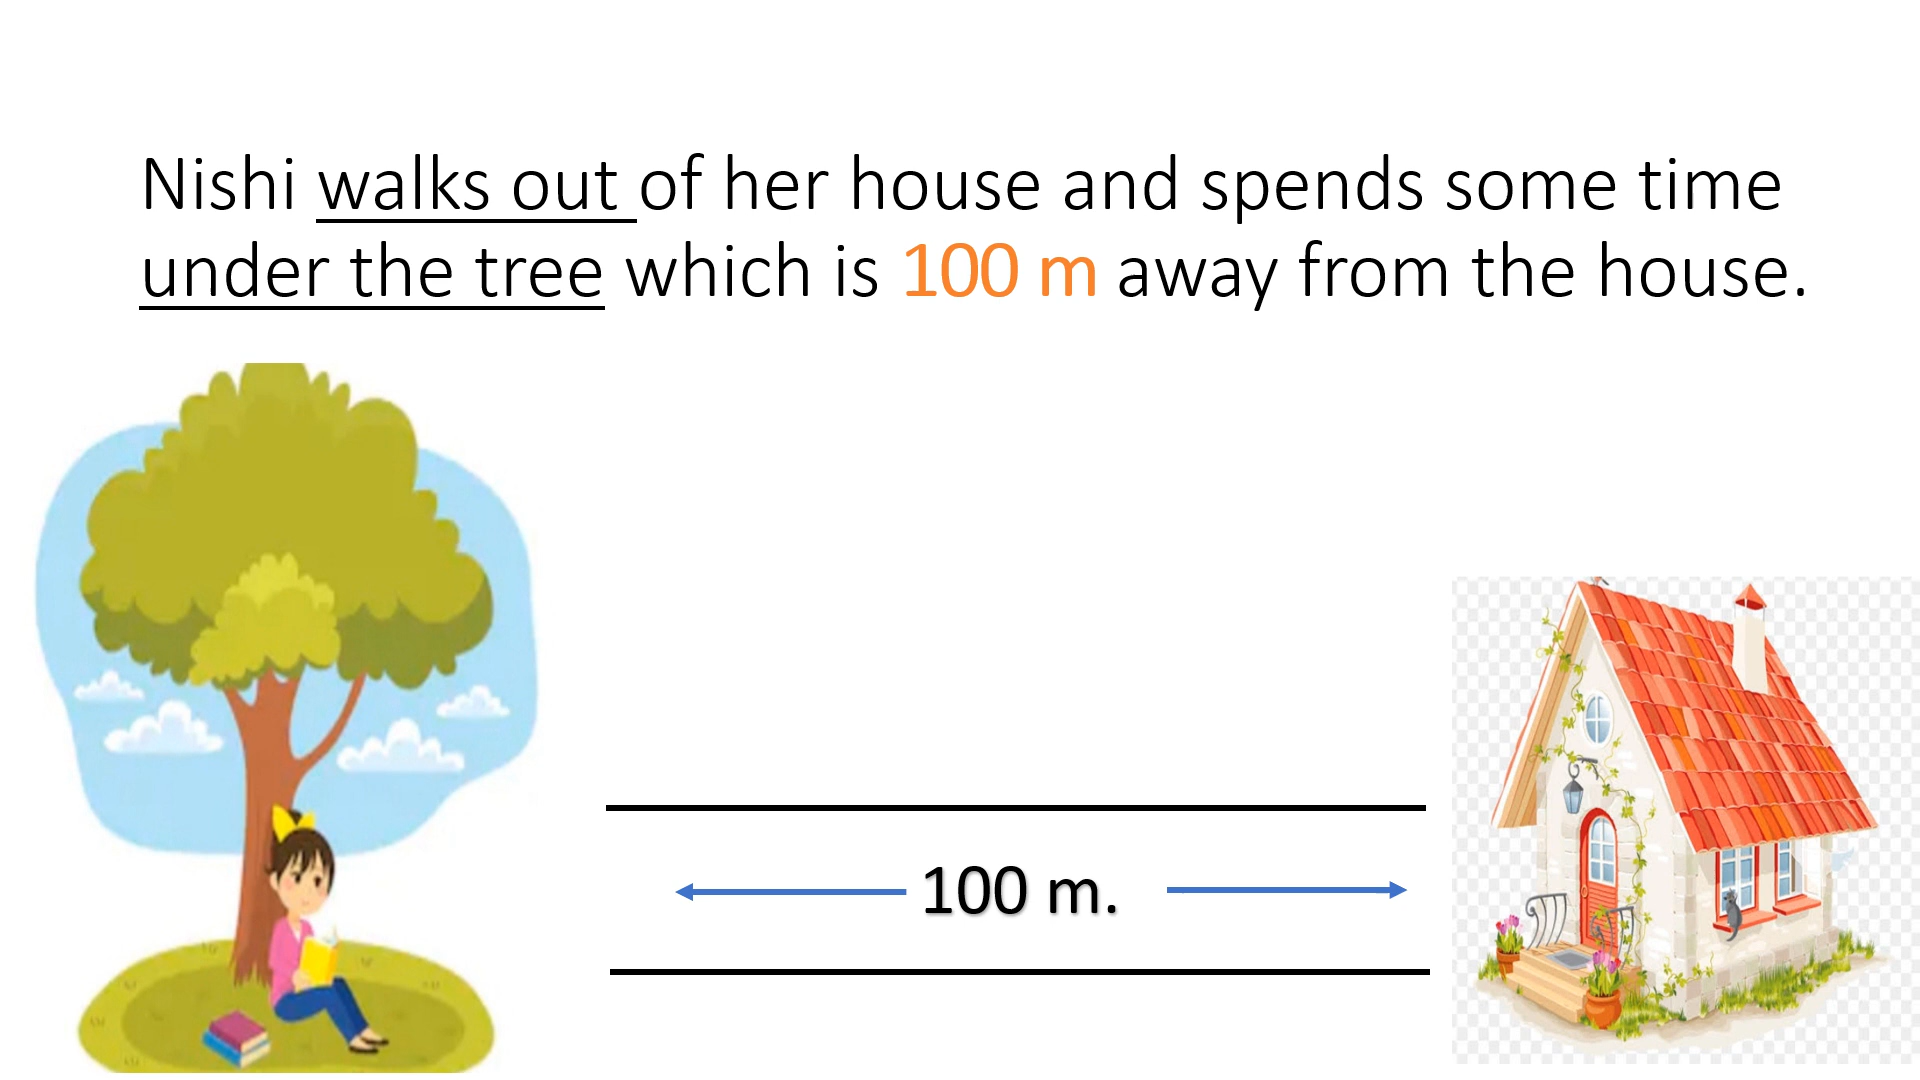 Nishi walks out of her house and spends some time
under the tree which is 100 m away from the house.
100 m.